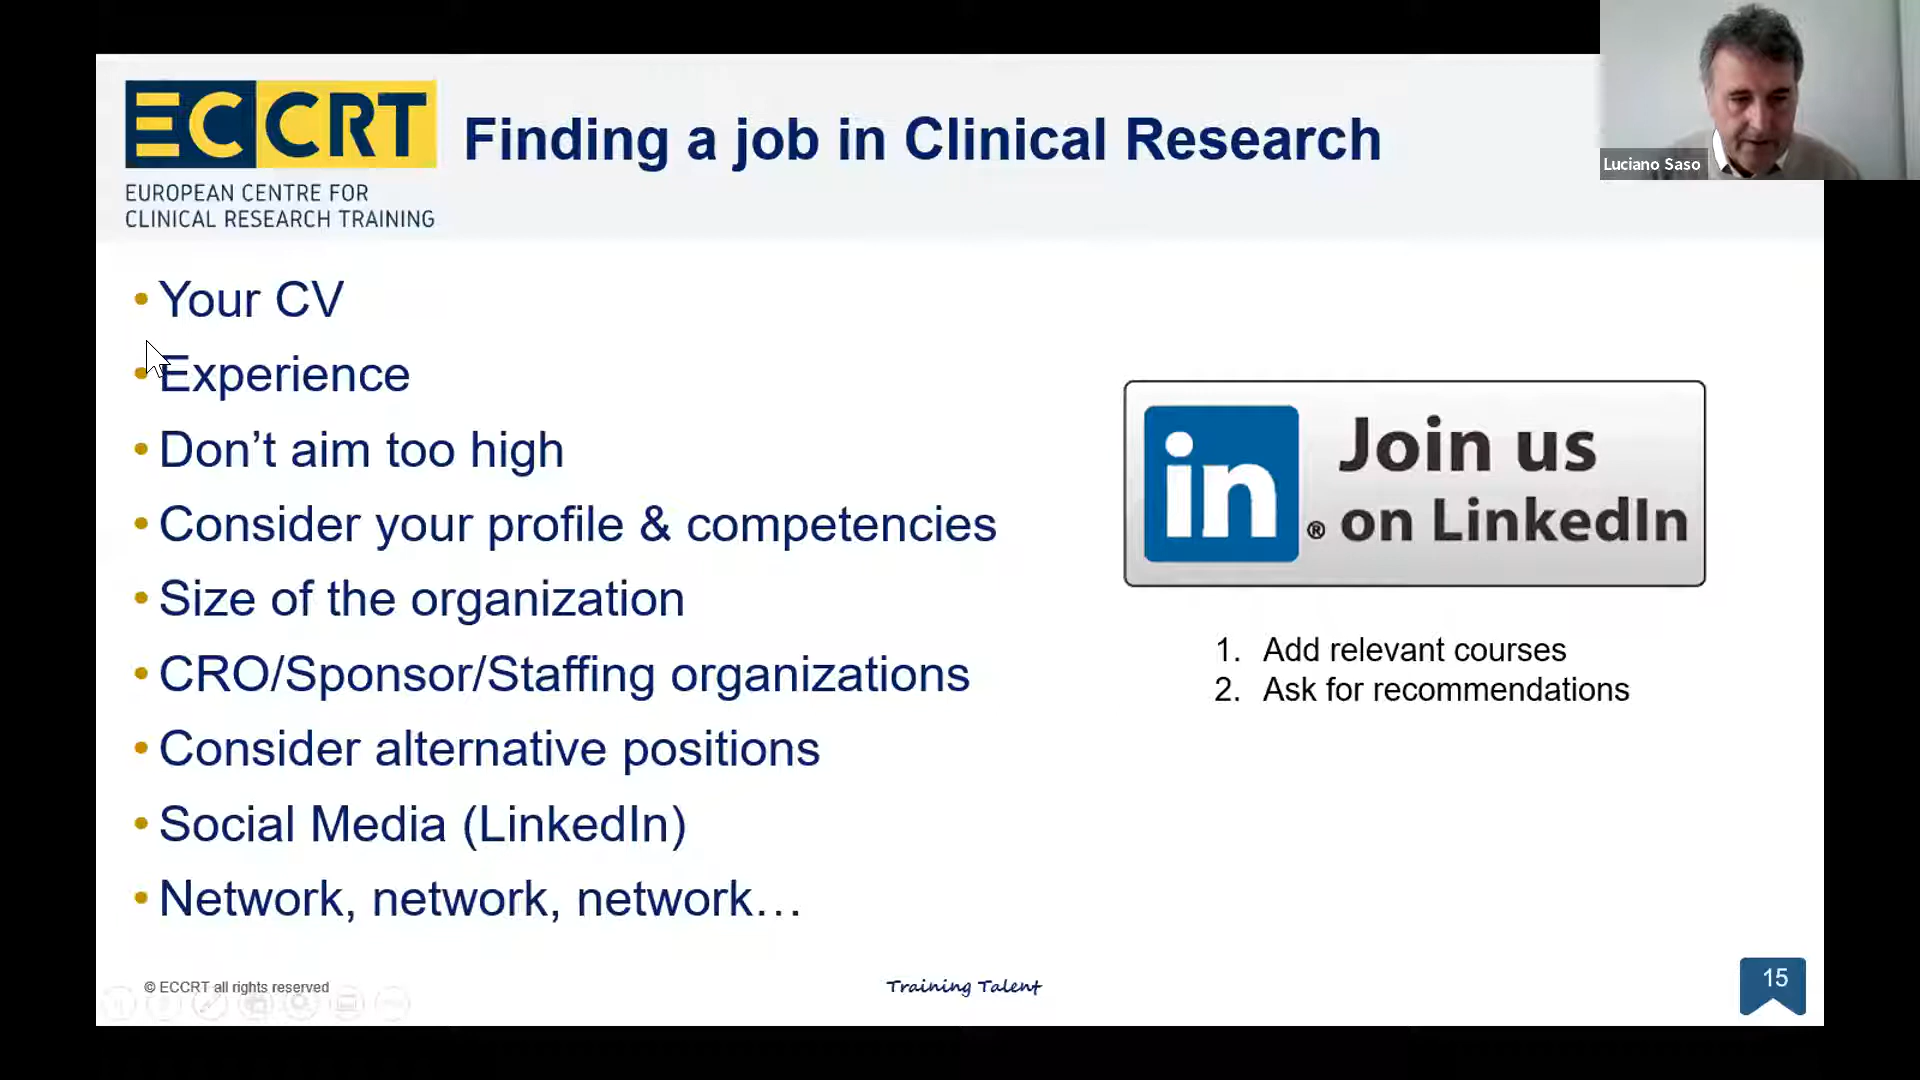 ECCRT
EUROPEAN CENTRE FOR
CLINICAL RESEARCH TRAINING
Finding a job in Clinical Research
Luciano Saso
• Your CV
• Experience
• Don’t aim too high
• Consider your profile & competencies
• Size of the organization
• CRO/Sponsor/Staffing organizations
• Consider alternative positions
• Social Media (LinkedIn)
• Network, network, network…
in® Join us
on LinkedIn
1. Add relevant courses
2. Ask for recommendations
© ECCRT all rights reserved
Training Talent
15